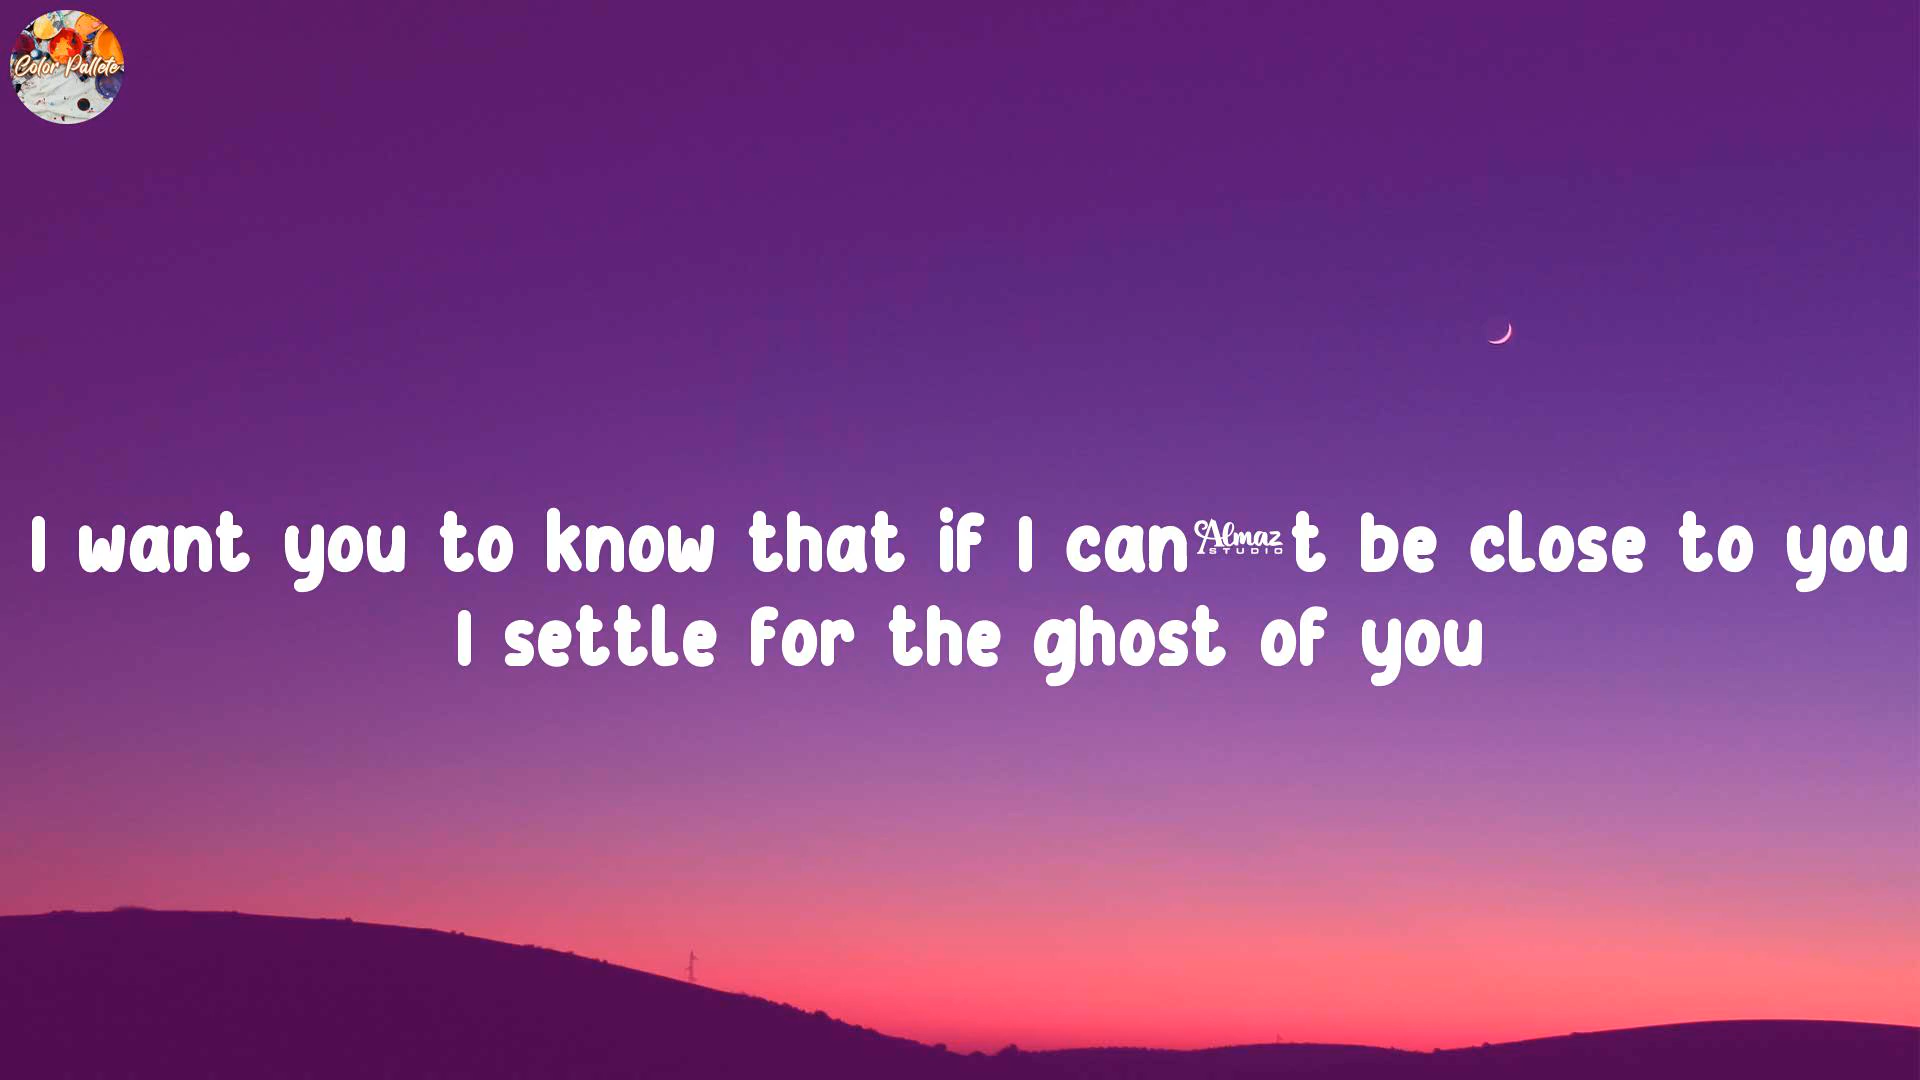 Color Pallete
I want you to know that if I can Almaz STUDIO t be close to you
I settle for the ghost of you